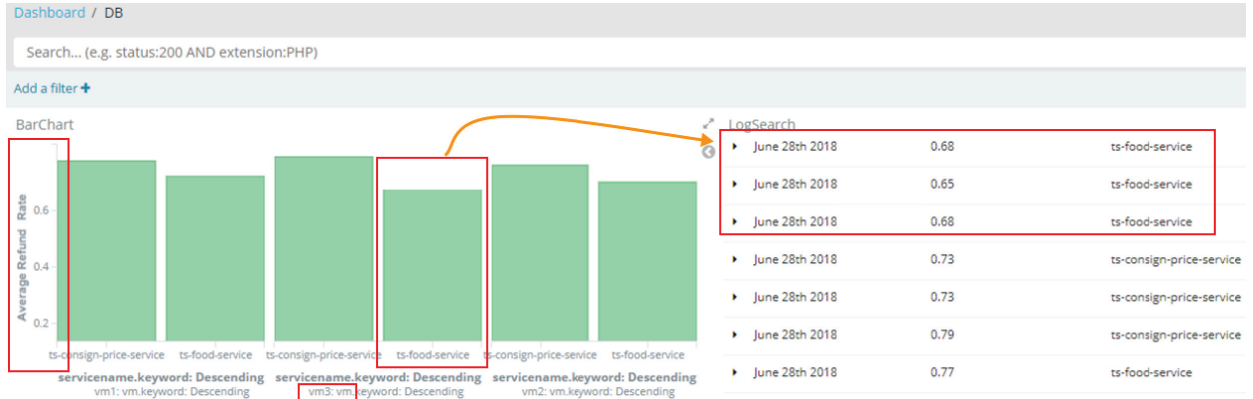 Dashboard / DB
Search... (e.g. status:200 AND extension:PHP)
Add a filter +
BarChart
Average Refund Rate
0.6
0.4
0.2
ts-consign-price-service ts-food-service ts-consign-price-service ts-food-service ts-consign-price-service ts-food-service
servicename.keyword: Descending servicename.keyword: Descending servicename.keyword: Descending
vm1: vm.keyword: Descending vm3: vm.keyword: Descending vm2: vm.keyword: Descending
LogSearch
June 28th 2018 0.68 ts-food-service
June 28th 2018 0.65 ts-food-service
June 28th 2018 0.68 ts-food-service
June 28th 2018 0.73 ts-consign-price-service
June 28th 2018 0.73 ts-consign-price-service
June 28th 2018 0.79 ts-consign-price-service
June 28th 2018 0.77 ts-food-service